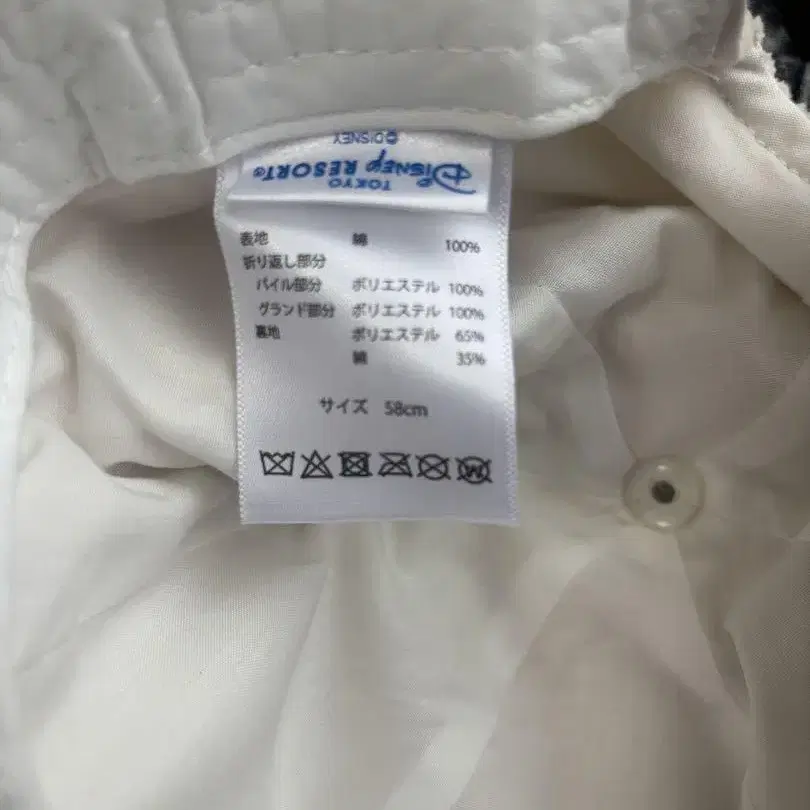 ©DISNEY
TOKYO
DISNEY RESORT®
表地 綿 100%
折り返し部分
パイル部分 ポリエステル 100%
グランド部分 ポリエステル 100%
裏地 ポリエステル 65%
綿 35%
サイズ 58cm